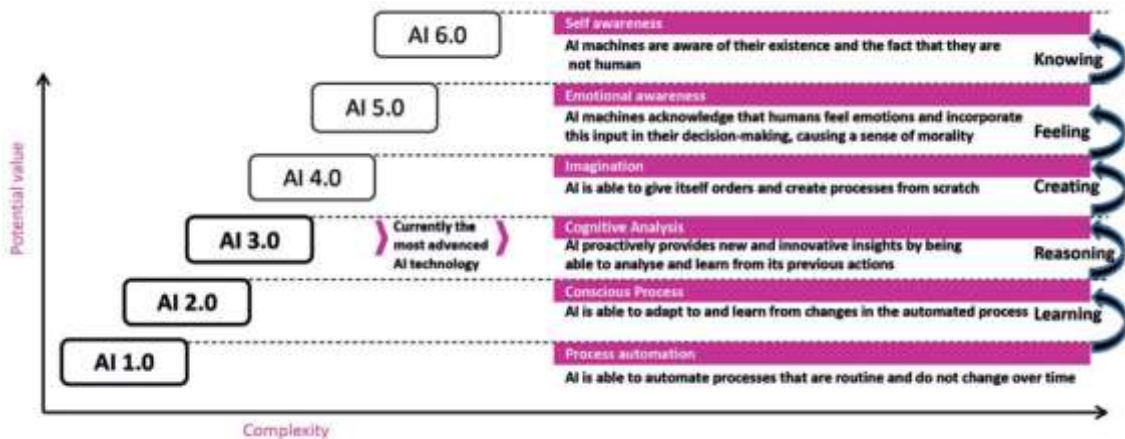 AI 6.0
Self awareness
AI machines are aware of their existence and the fact that they are
not human
Knowing
AI 5.0
Emotional awareness
AI machines acknowledge that humans feel emotions and incorporate
this input in their decision-making, causing a sense of morality
Feeling
AI 4.0
Imagination
AI is able to give itself orders and create processes from scratch
Creating
AI 3.0
Currently the
most advanced
AI technology
Cognitive Analysis
AI proactively provides new and innovative insights by being
able to analyse and learn from its previous actions
Reasoning
AI 2.0
Conscious Process
AI is able to adapt to and learn from changes in the automated process
Learning
AI 1.0
Process automation
AI is able to automate processes that are routine and do not change over time
Potential value
Complexity